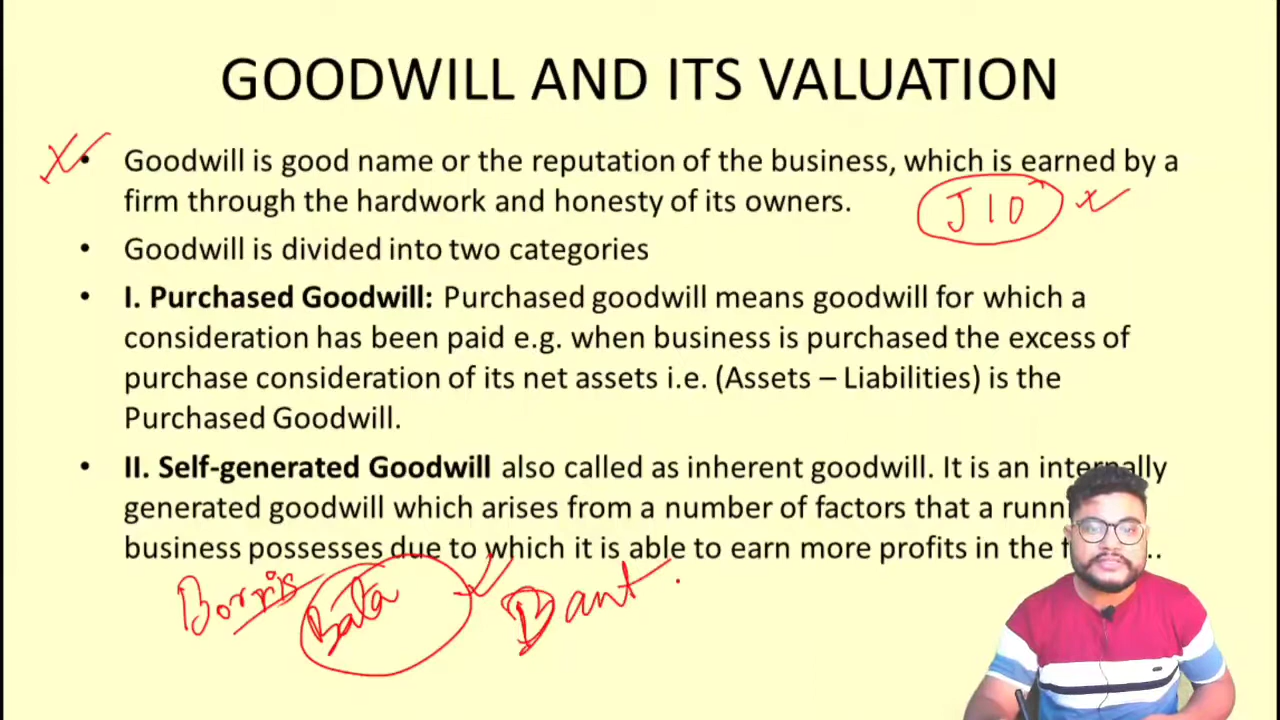 GOODWILL AND ITS VALUATION
• Goodwill is good name or the reputation of the business, which is earned by a
firm through the hardwork and honesty of its owners.
JIO
• Goodwill is divided into two categories
• I. Purchased Goodwill: Purchased goodwill means goodwill for which a
consideration has been paid e.g. when business is purchased the excess of
purchase consideration of its net assets i.e. (Assets – Liabilities) is the
Purchased Goodwill.
• II. Self-generated Goodwill also called as inherent goodwill. It is an internally
generated goodwill which arises from a number of factors that a
business possesses due to which it is able to earn more profits in the
Bata